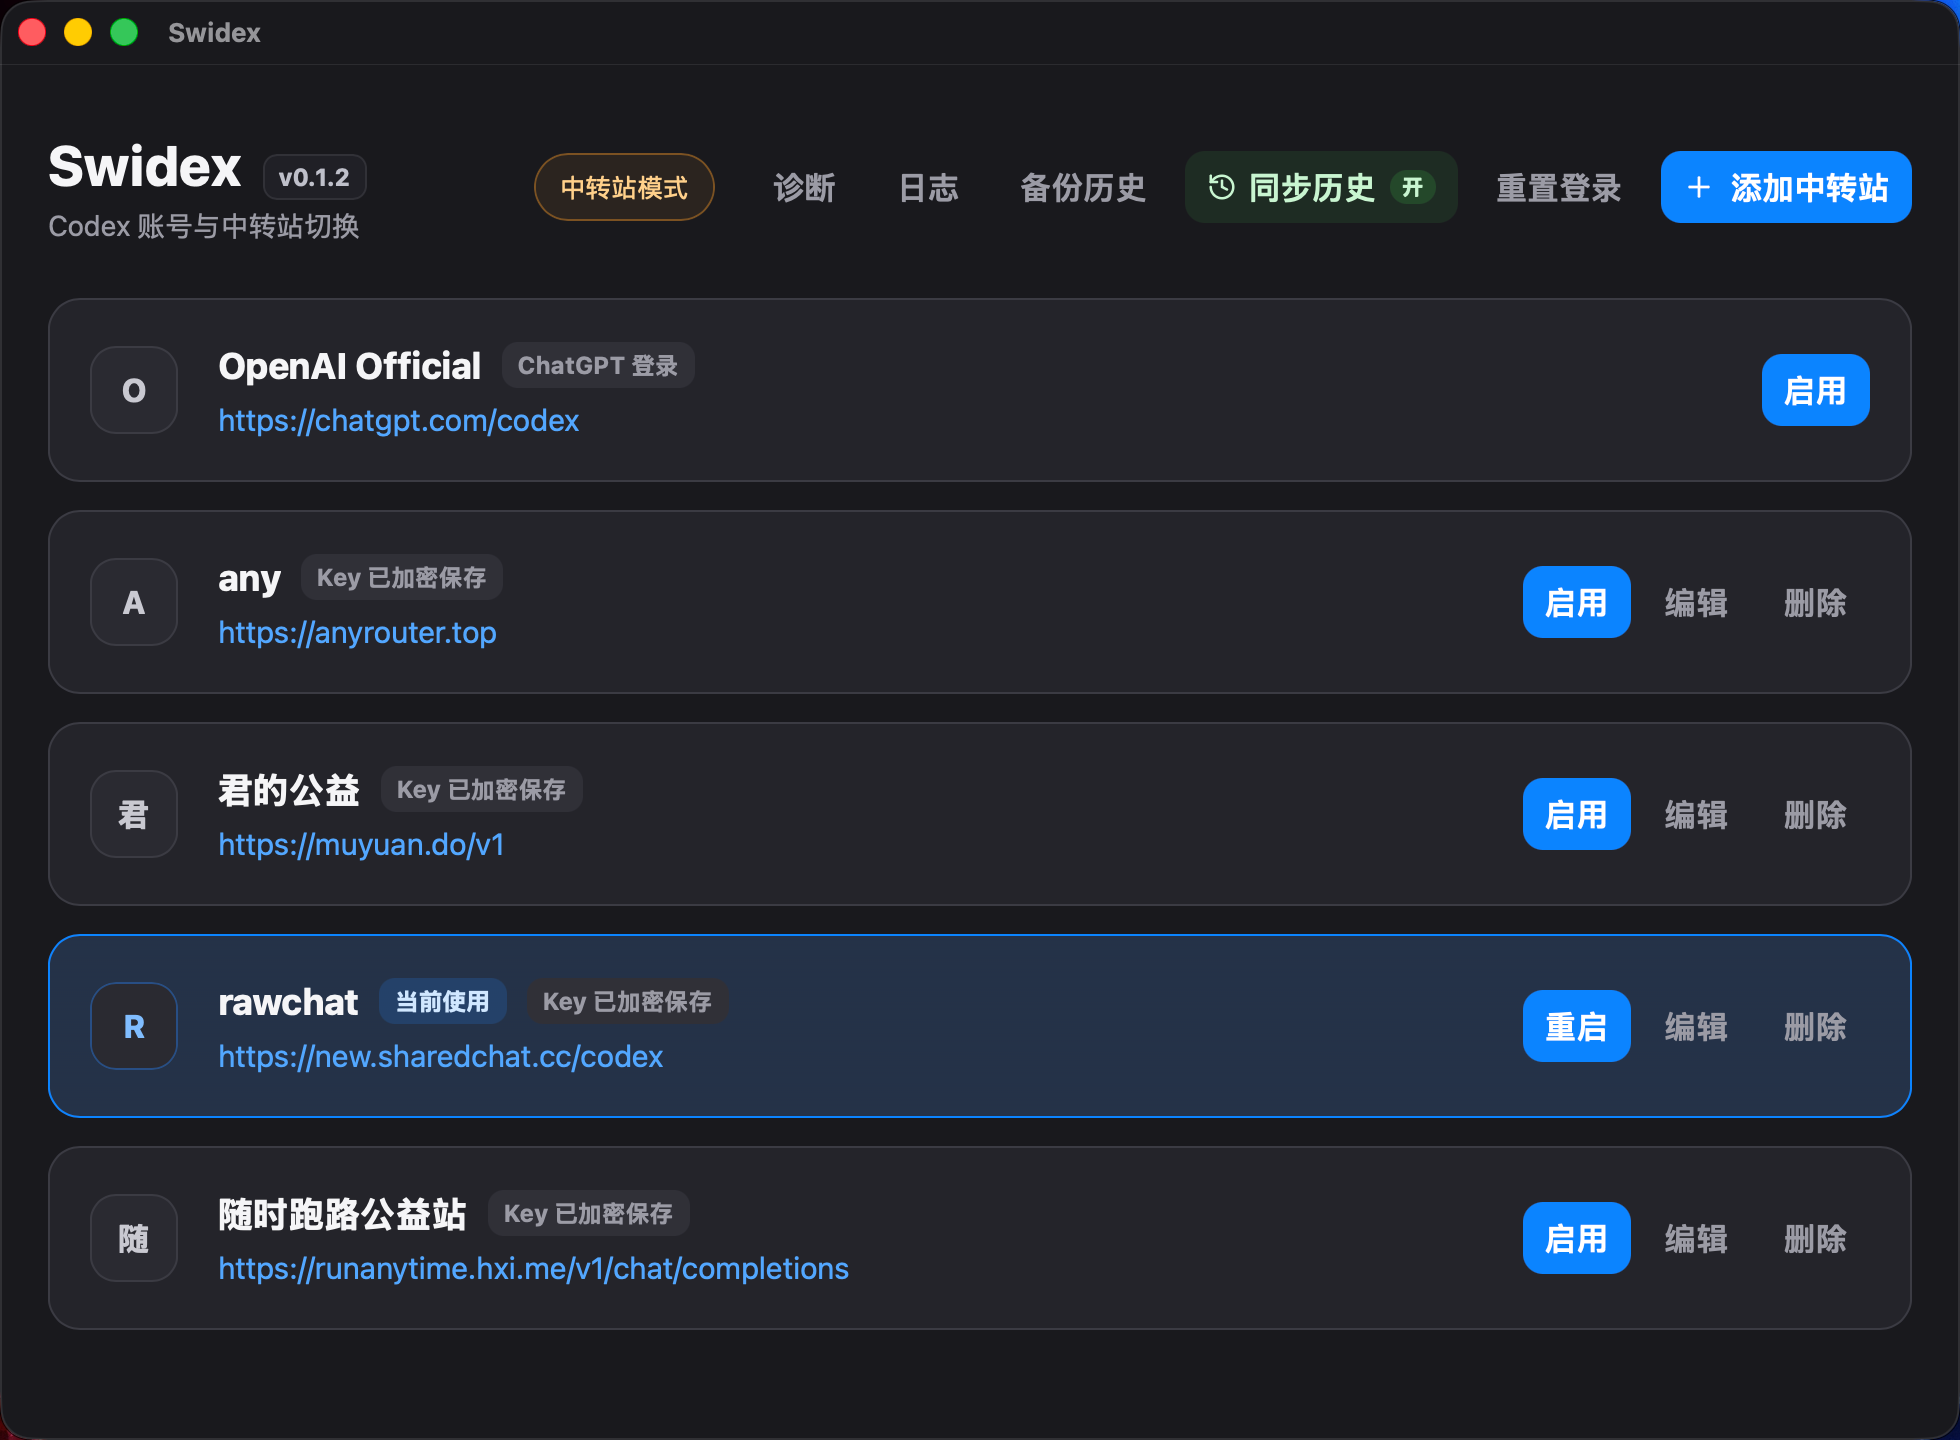 Swidex
Swidex v0.1.2
Codex 账号与中转站切换
中转站模式 诊断 日志 备份历史 同步历史 开 重置登录 + 添加中转站
O
OpenAI Official ChatGPT 登录
https://chatgpt.com/codex
启用
A
any Key 已加密保存
https://anyrouter.top
启用 编辑 删除
君
君的公益 Key 已加密保存
https://muyuan.do/v1
启用 编辑 删除
R
rawchat 当前使用 Key 已加密保存
https://new.sharedchat.cc/codex
重启 编辑 删除
随
随时跑路公益站 Key 已加密保存
https://runanytime.hxi.me/v1/chat/completions
启用 编辑 删除